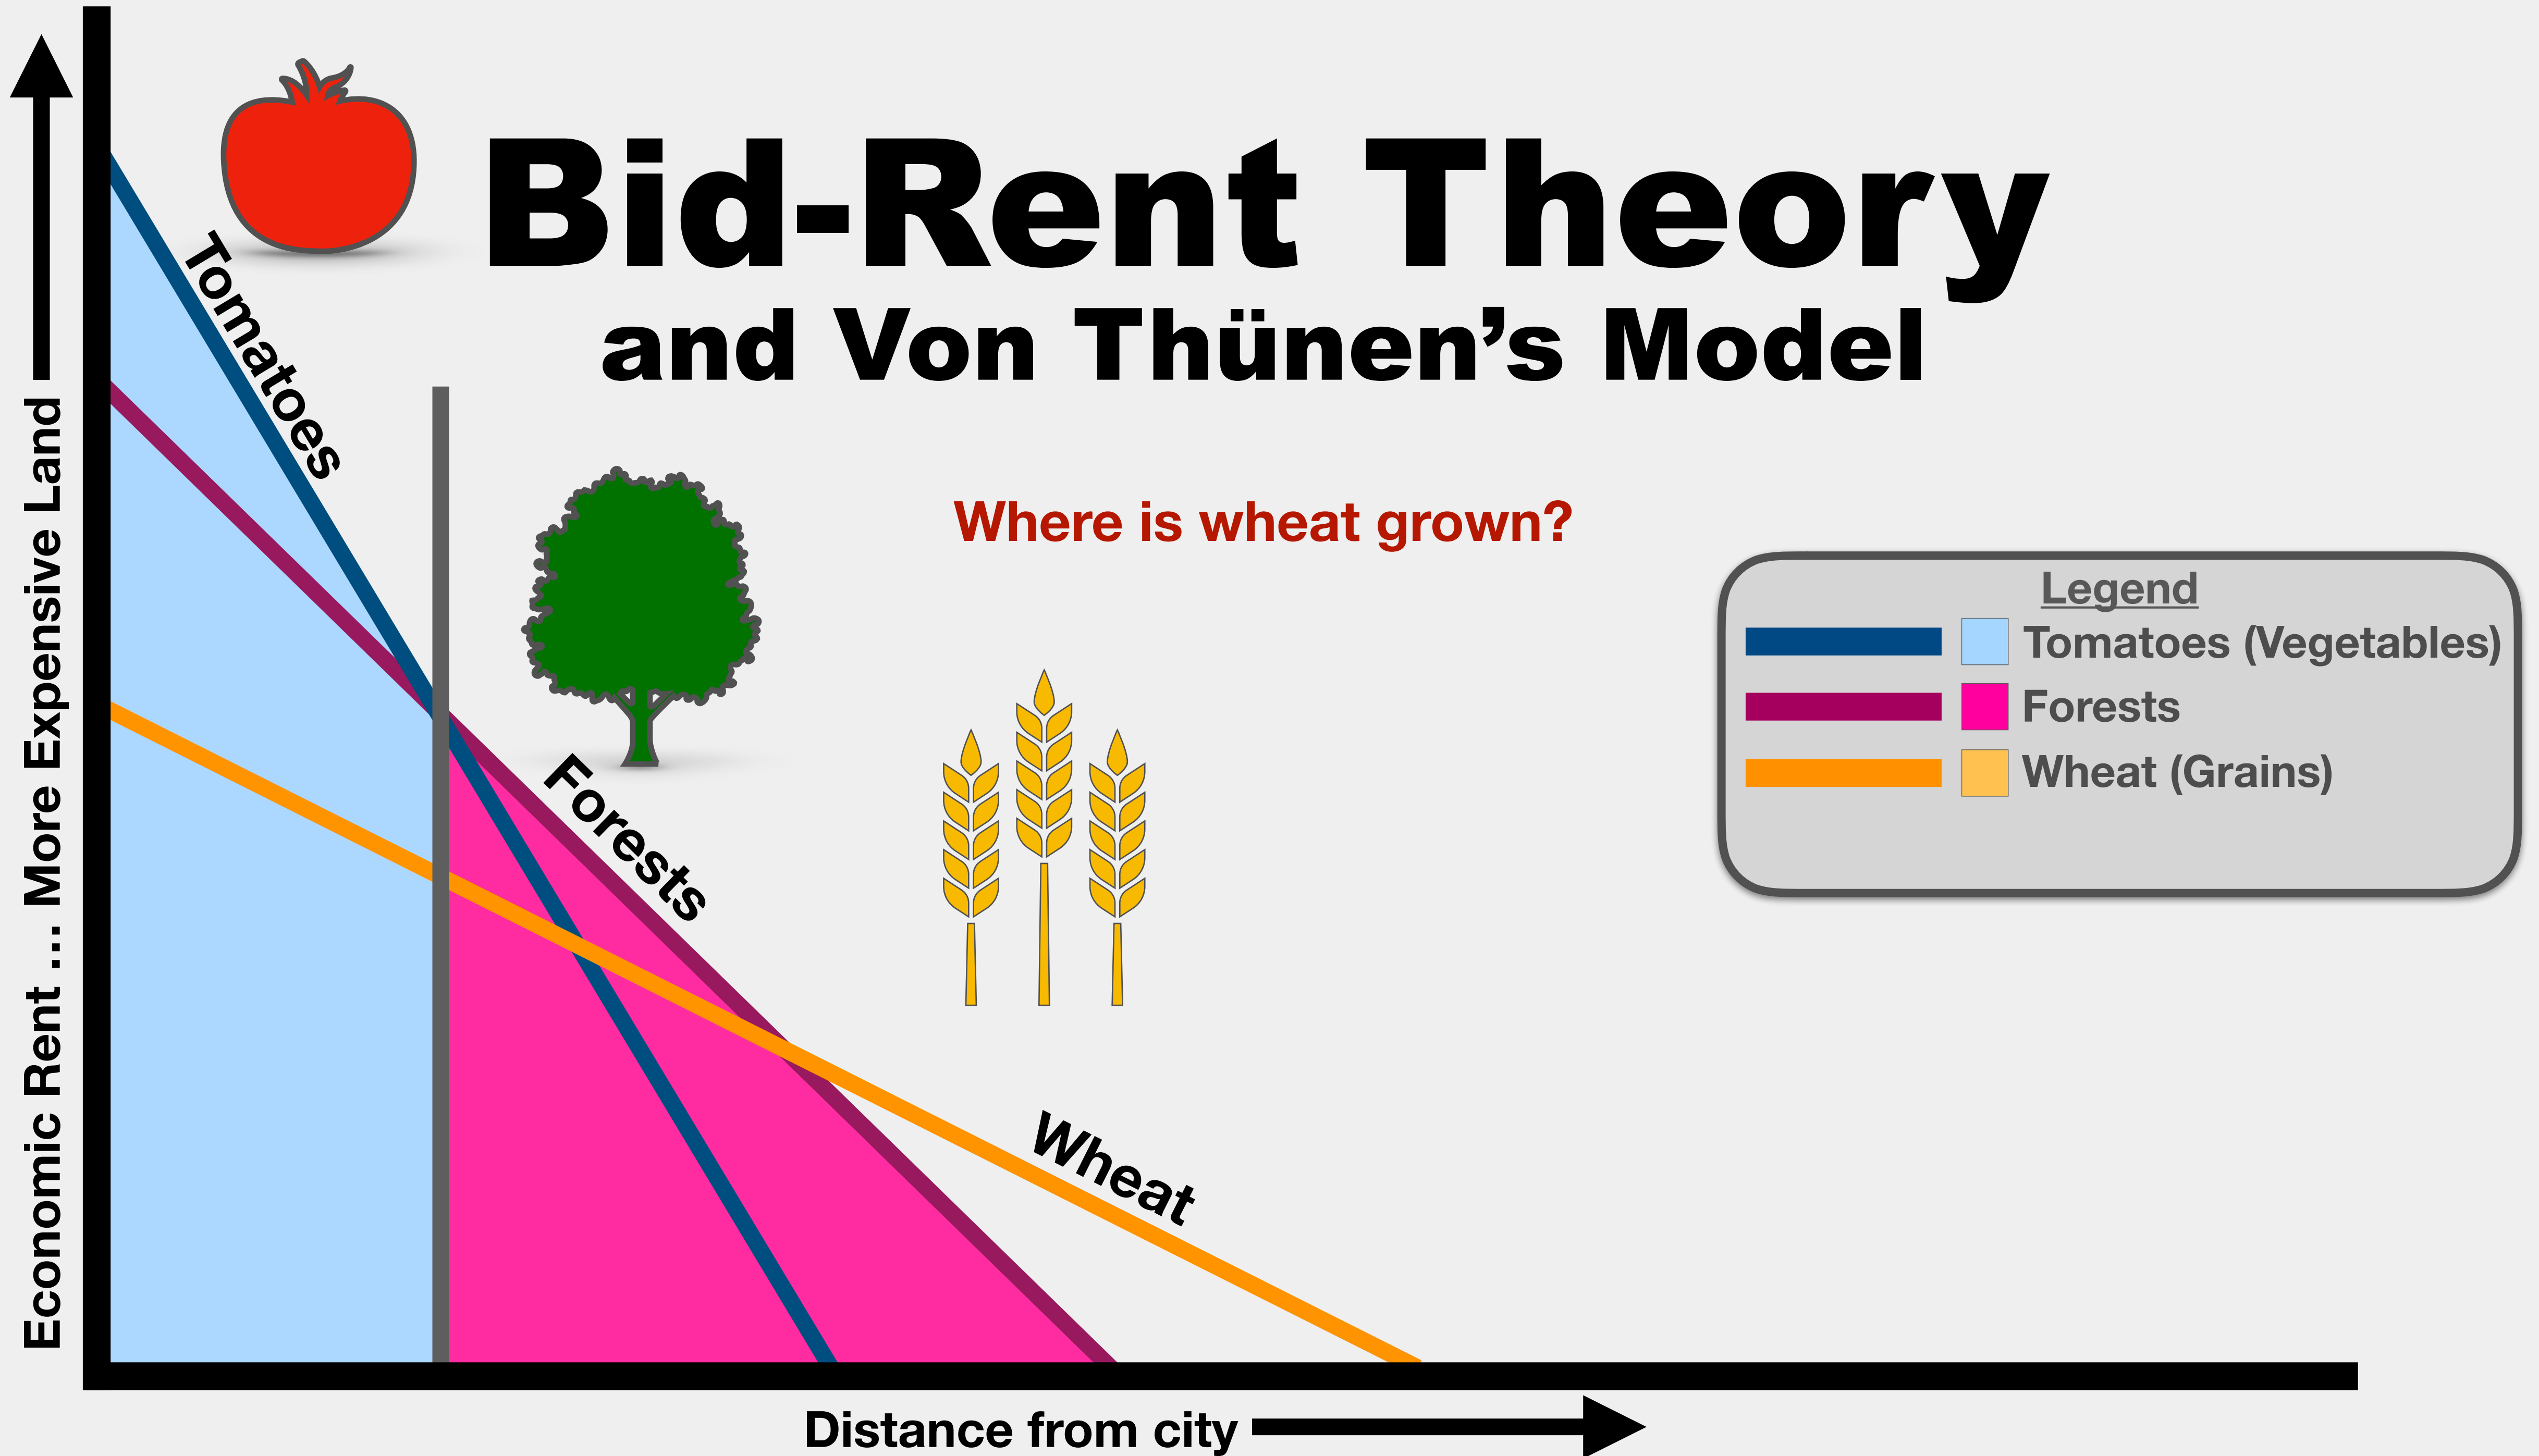 Bid-Rent Theory
and Von Thünen’s Model
Economic Rent ... More Expensive Land
Tomatoes
Where is wheat grown?
Legend
Tomatoes (Vegetables)
Forests
Wheat (Grains)
Forests
Wheat
Distance from city